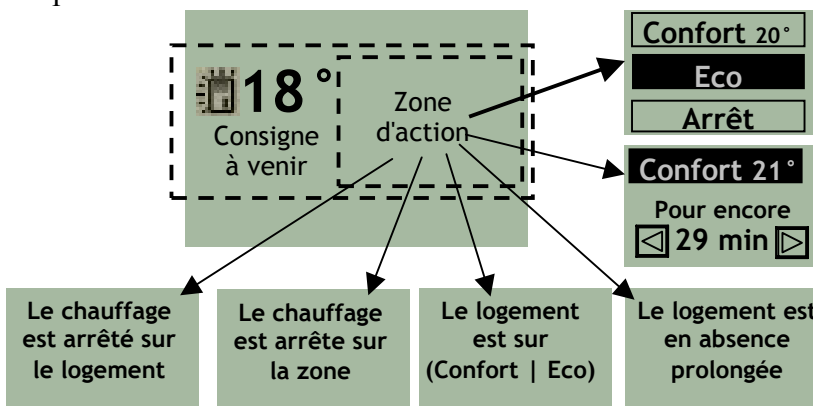 18°
Consigne
à venir
Zone
d'action
Confort 20°
Eco
Arrêt
Confort 21°
Pour encore
29 min
Le chauffage
est arrêté sur
le logement
Le chauffage
est arrête sur
la zone
Le logement
est sur
(Confort | Eco)
Le logement est
en absence
prolongée